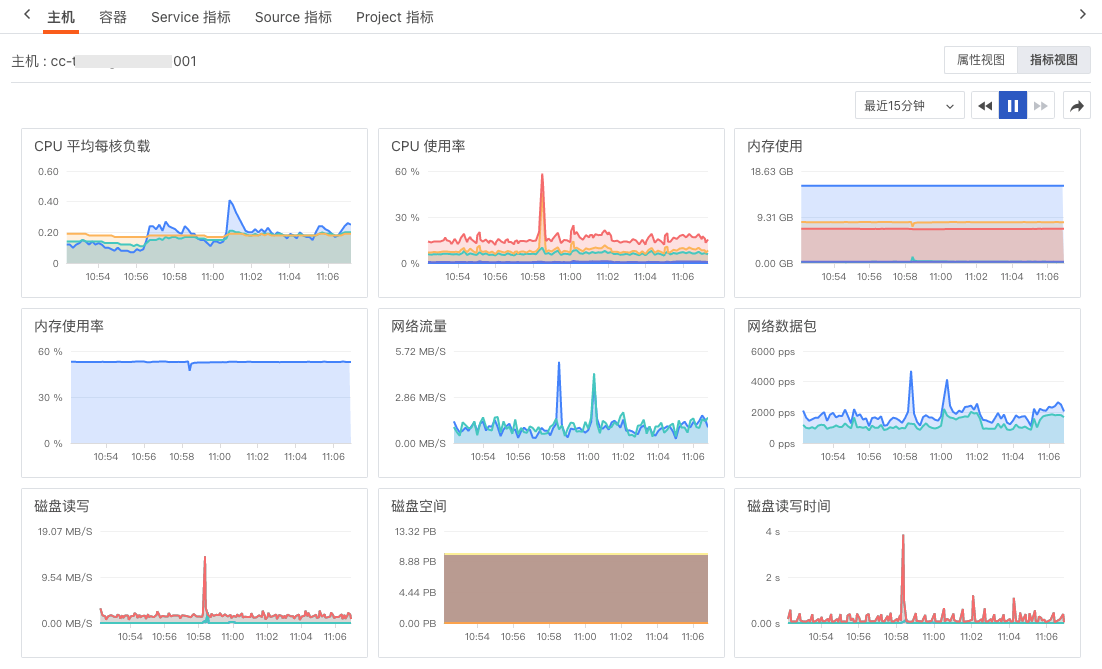 主机 容器 Service 指标 Source 指标 Project 指标
主机 : cc-t 001
属性视图 指标视图
最近15分钟
CPU 平均每核负载
0.60
0.40
0.20
0
10:54 10:56 10:58 11:00 11:02 11:04 11:06
CPU 使用率
60 %
30 %
0 %
10:54 10:56 10:58 11:00 11:02 11:04 11:06
内存使用
18.63 GB
9.31 GB
0.00 GB
10:54 10:56 10:58 11:00 11:02 11:04 11:06
内存使用率
60 %
30 %
0 %
10:54 10:56 10:58 11:00 11:02 11:04 11:06
网络流量
5.72 MB/S
2.86 MB/S
0.00 MB/S
10:54 10:56 10:58 11:00 11:02 11:04 11:06
网络数据包
6000 pps
4000 pps
2000 pps
0 pps
10:54 10:56 10:58 11:00 11:02 11:04 11:06
磁盘读写
19.07 MB/S
9.54 MB/S
0.00 MB/S
10:54 10:56 10:58 11:00 11:02 11:04 11:06
磁盘空间
13.32 PB
8.88 PB
4.44 PB
0.00 PB
10:54 10:56 10:58 11:00 11:02 11:04 11:06
磁盘读写时间
4 s
2 s
0.00 s
10:54 10:56 10:58 11:00 11:02 11:04 11:06